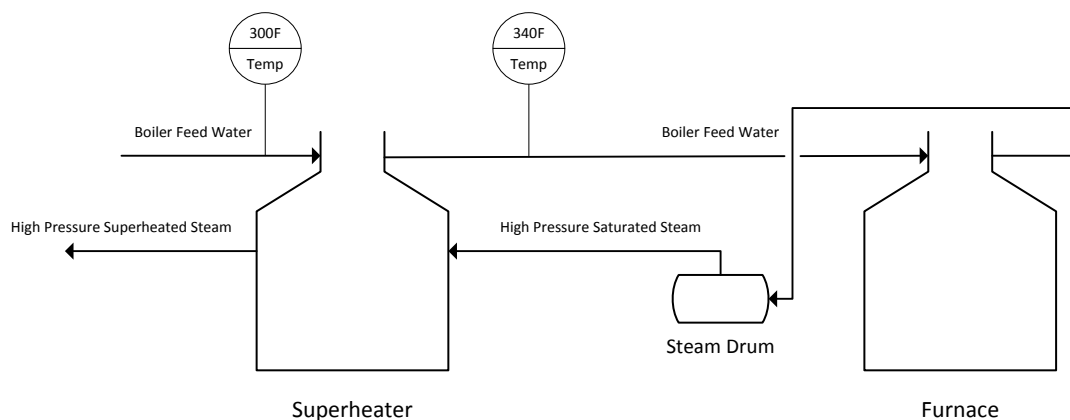 300F
Temp
340F
Temp
Boiler Feed Water
Boiler Feed Water
High Pressure Superheated Steam
High Pressure Saturated Steam
Steam Drum
Superheater
Furnace